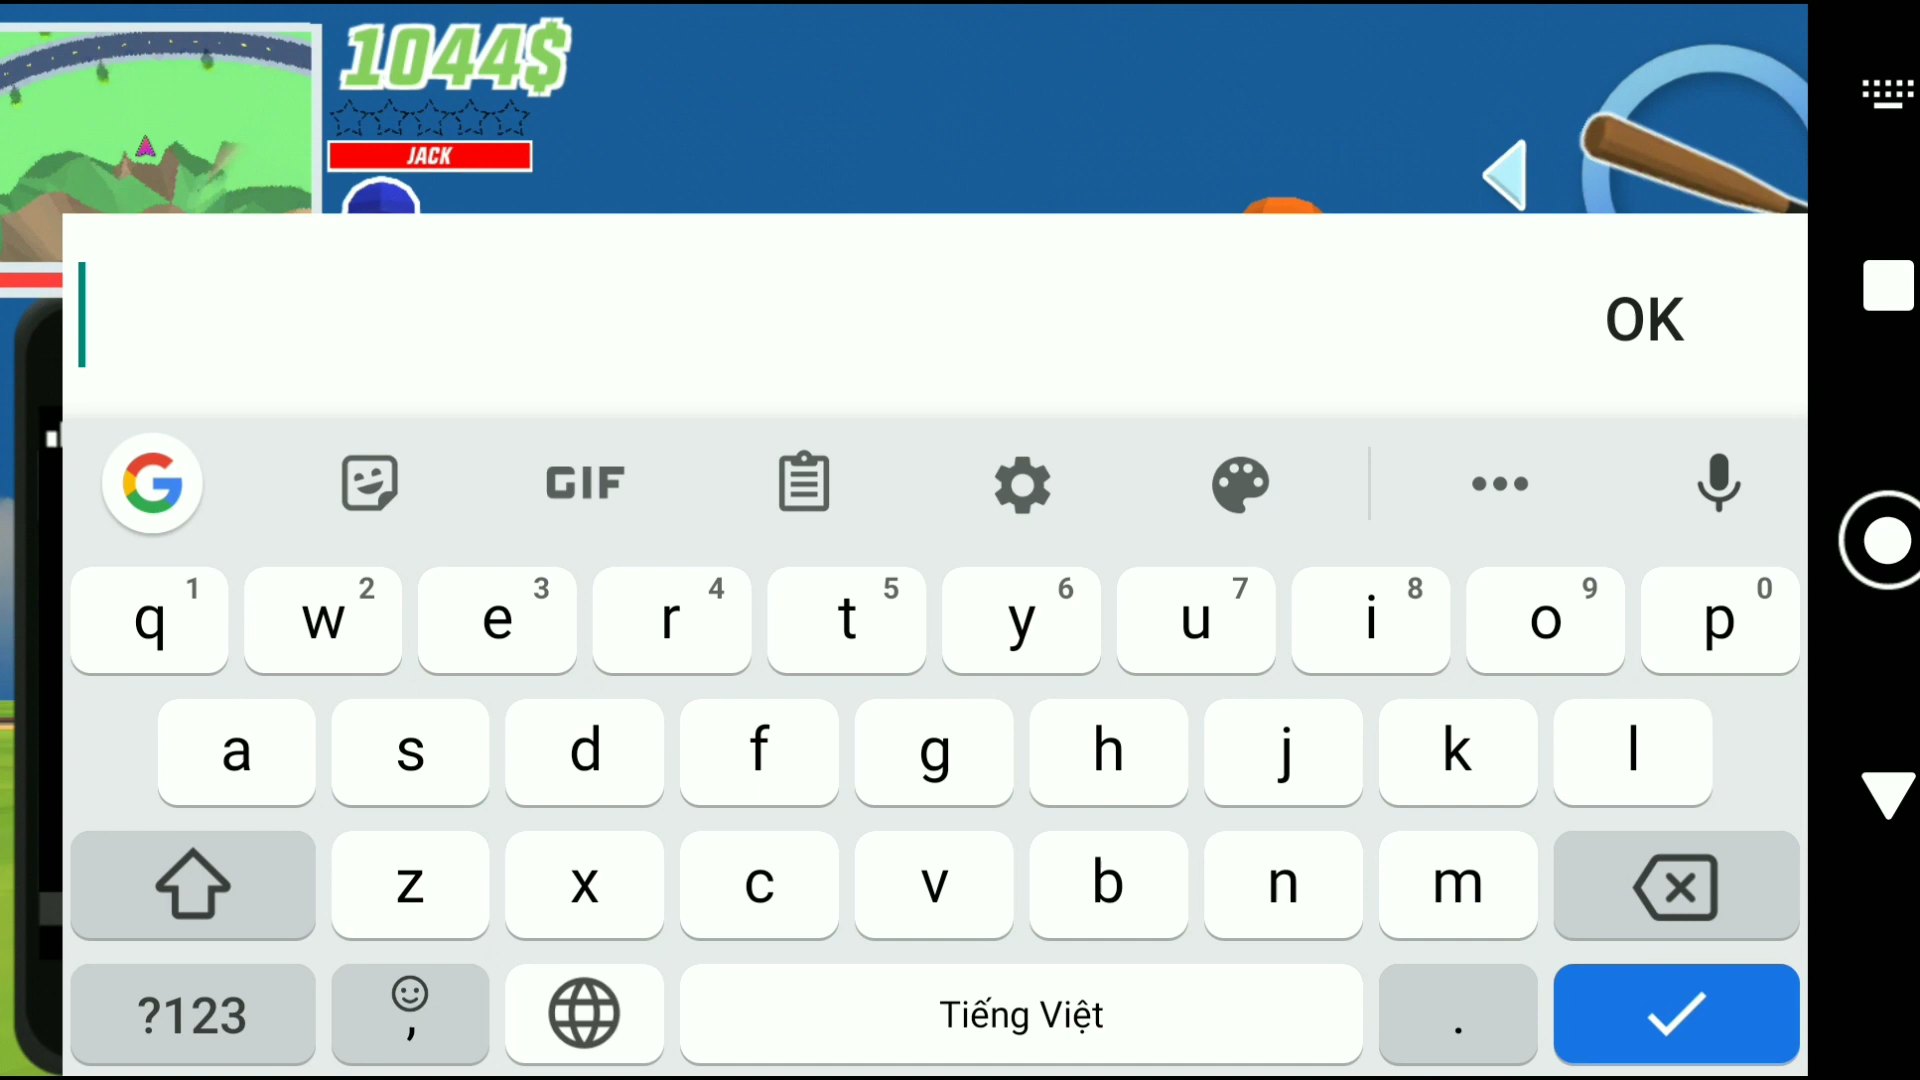 1044$
JACK
OK
GIF
q 1 w 2 e 3 r 4 t 5 y 6 u 7 i 8 o 9 p 0
a s d f g h j k l
z x c v b n m
?123 , Tiếng Việt .